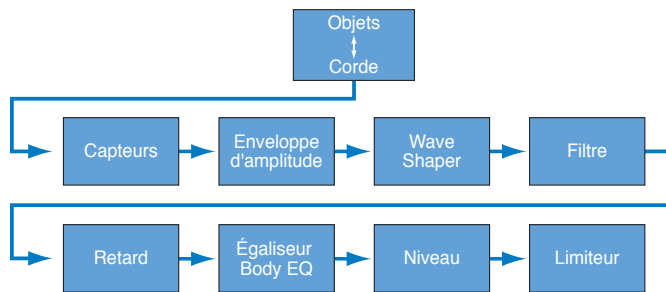 Objets
Corde
Capteurs
Enveloppe
d'amplitude
Wave
Shaper
Filtre
Retard
Égaliseur
Body EQ
Niveau
Limiteur